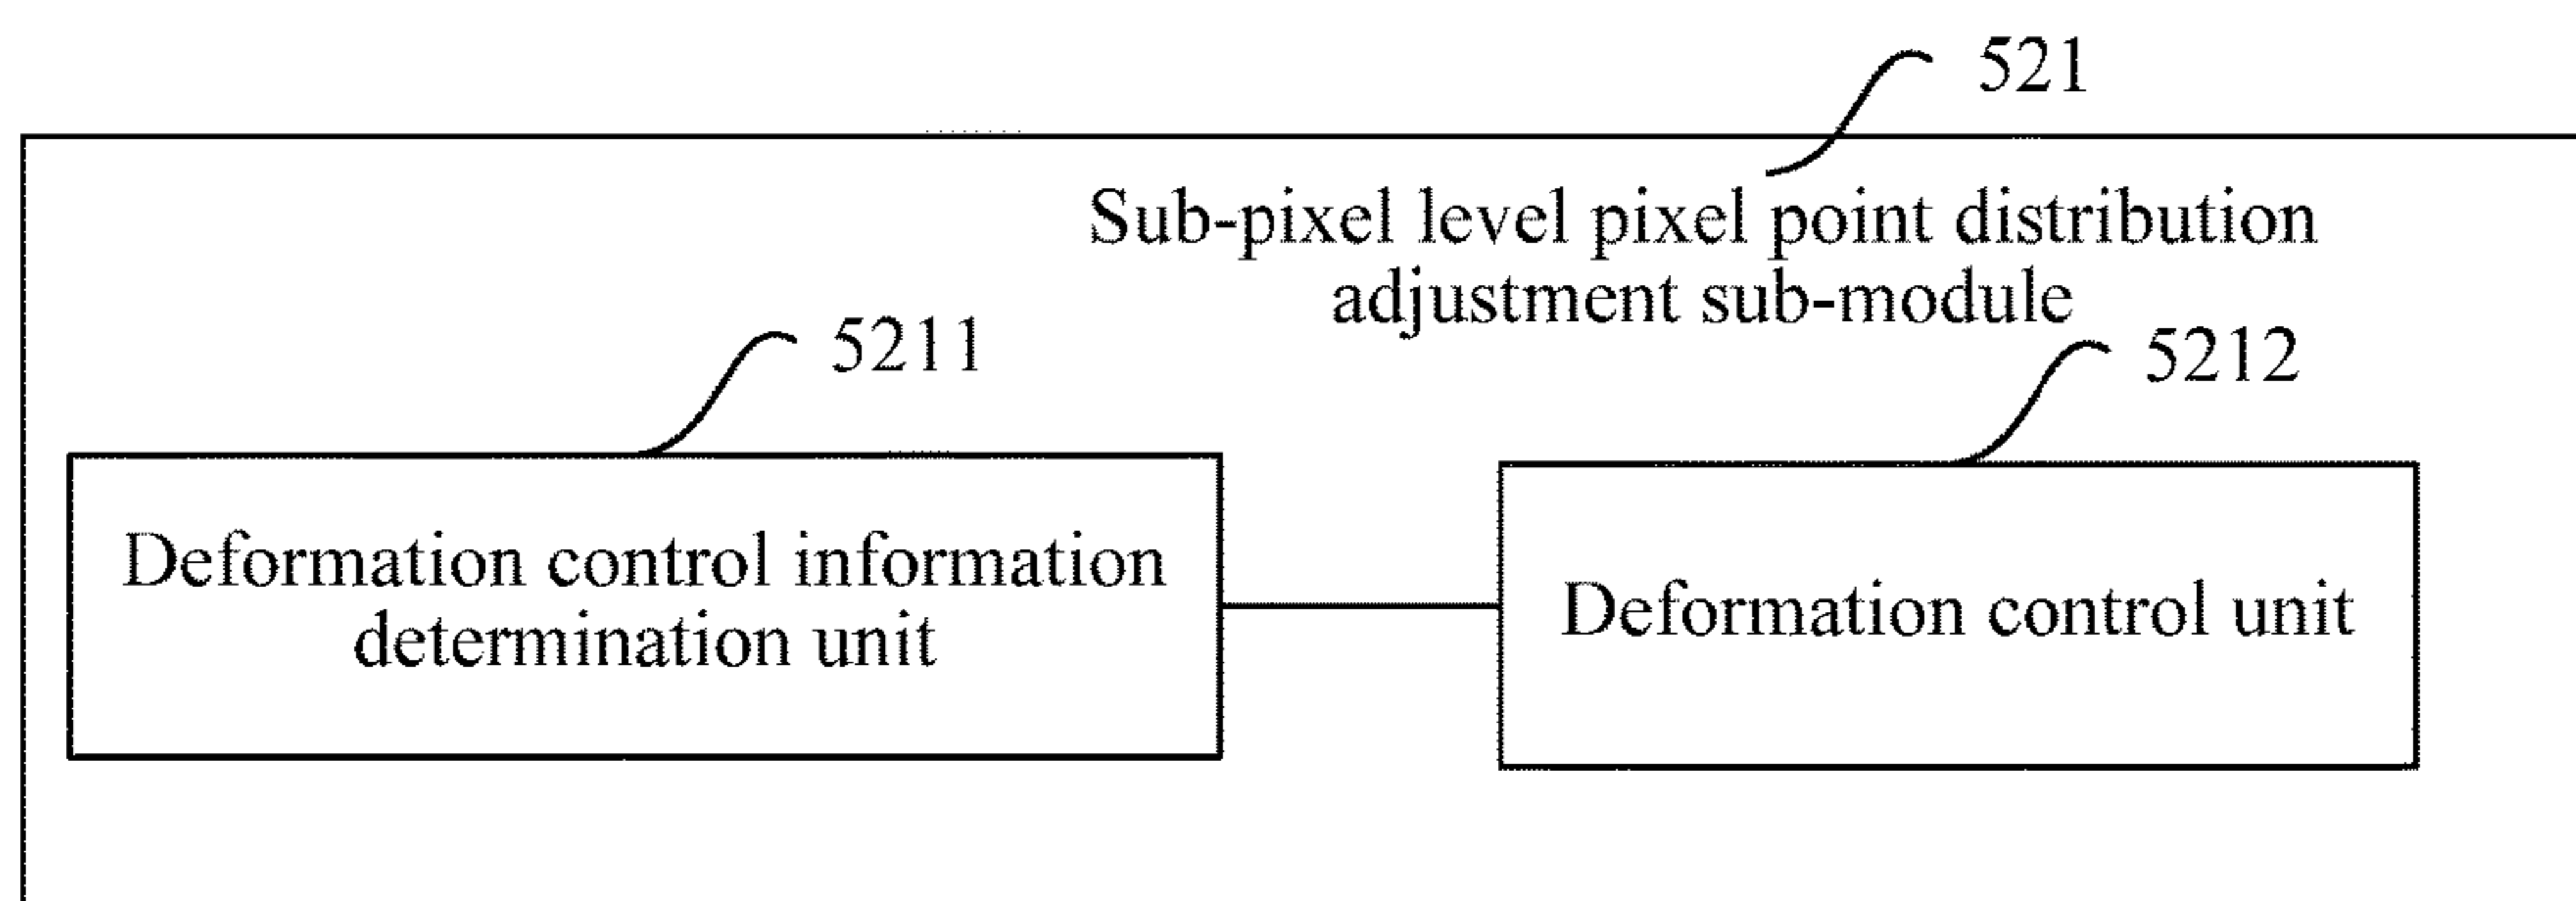 521
Sub-pixel level pixel point distribution
adjustment sub-module
5211
5212
Deformation control information
determination unit
Deformation control unit